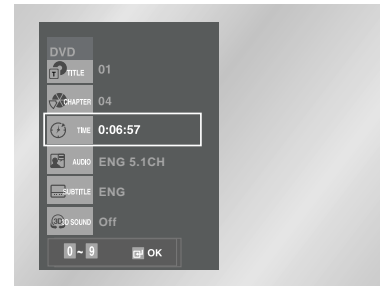 DVD
TITLE 01
CHAPTER 04
TIME 0:06:57
AUDIO ENG 5.1CH
SUBTITLE ENG
3D SOUND Off
0 ~ 9 OK